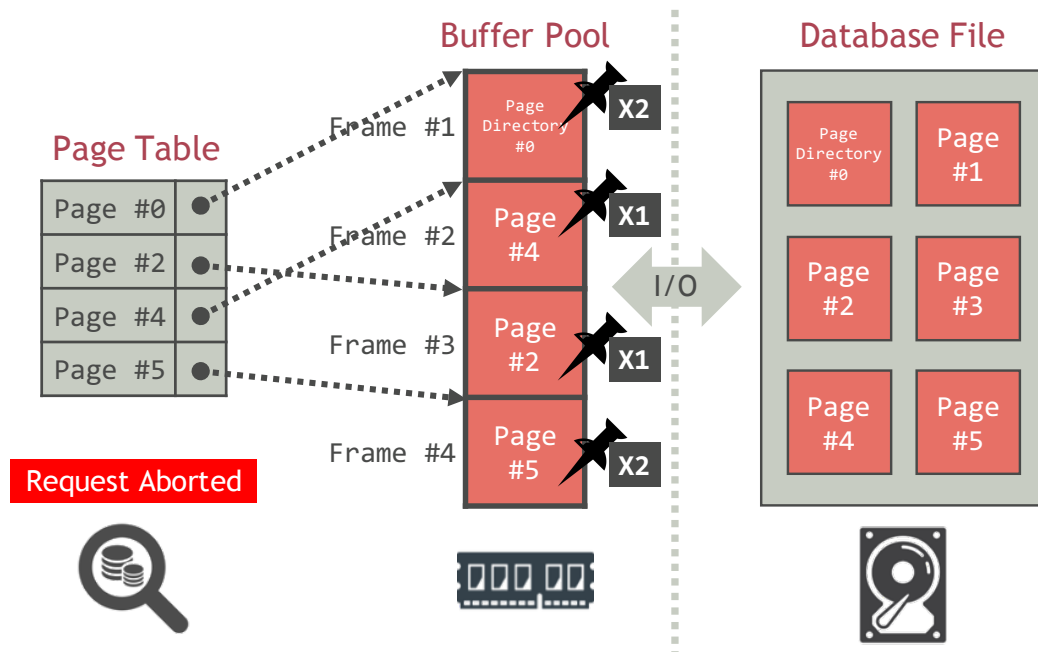 Buffer Pool
Database File
Page Table
Page #0
Page #2
Page #4
Page #5
Request Aborted
Frame #1
Frame #2
Frame #3
Frame #4
Page
Directory
#0
X2
Page
#4
X1
Page
#2
X1
Page
#5
X2
I/O
Page
Directory
#0
Page
#1
Page
#2
Page
#3
Page
#4
Page
#5